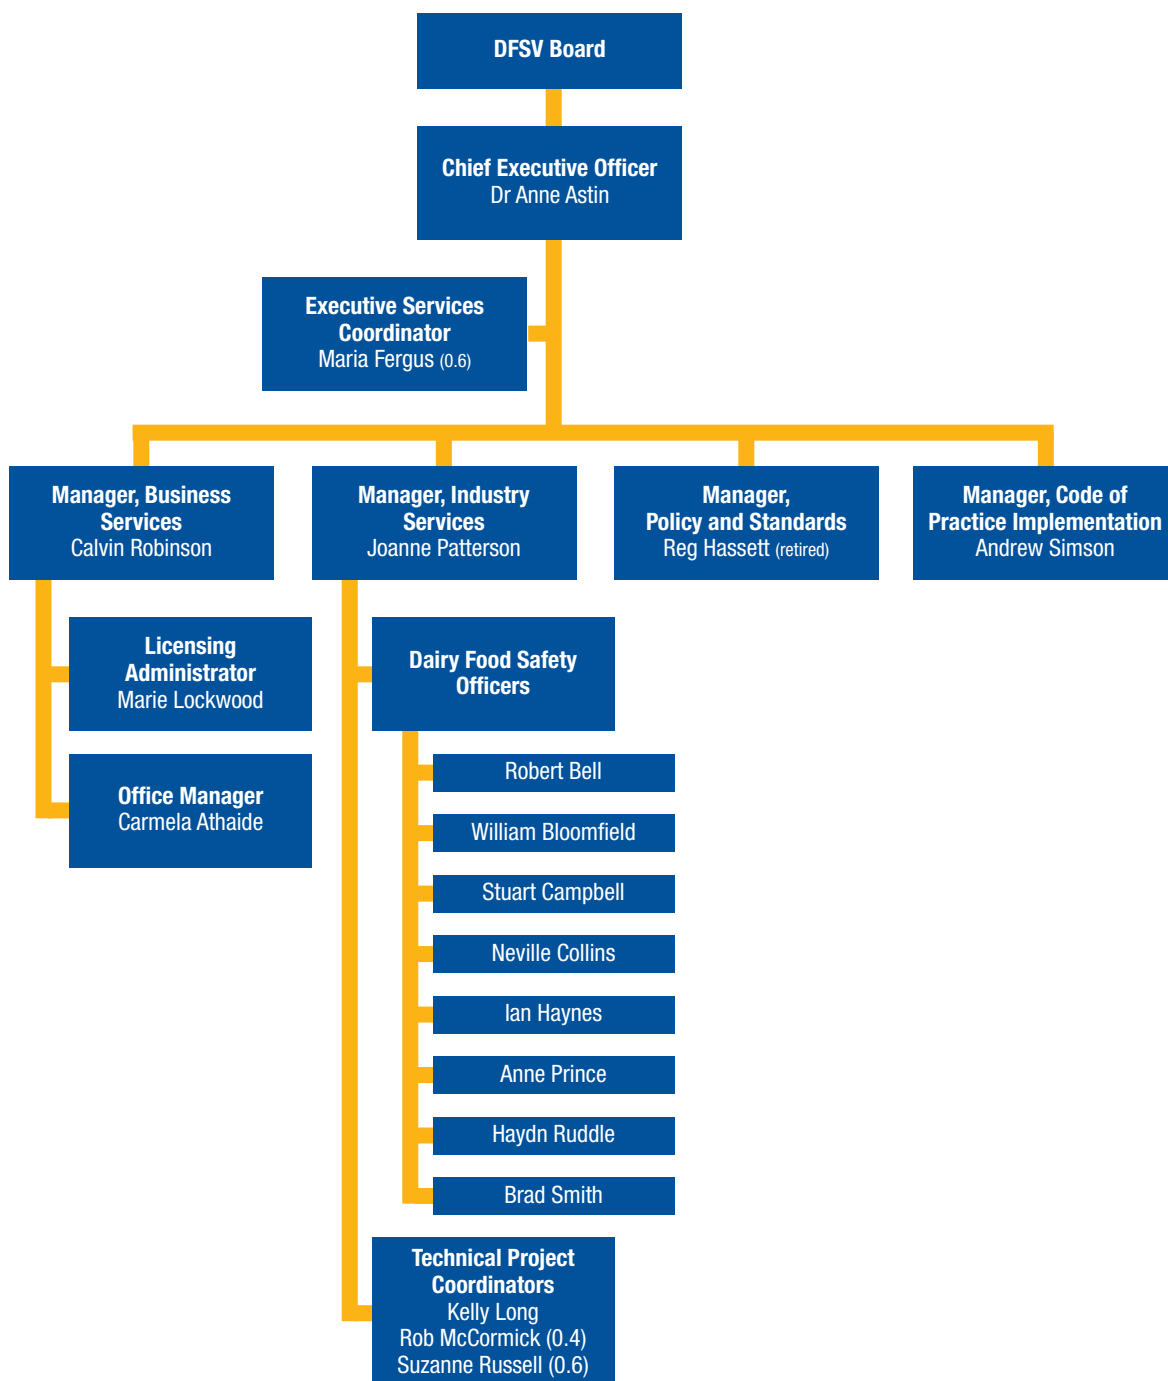 DFSV Board
Chief Executive Officer
Dr Anne Astin
Executive Services
Coordinator
Maria Fergus (0.6)
Manager, Business
Services
Calvin Robinson
Manager, Industry
Services
Joanne Patterson
Manager,
Policy and Standards
Reg Hassett (retired)
Manager, Code of
Practice Implementation
Andrew Simson
Licensing
Administrator
Marie Lockwood
Office Manager
Carmela Athaide
Dairy Food Safety
Officers
Robert Bell
William Bloomfield
Stuart Campbell
Neville Collins
Ian Haynes
Anne Prince
Haydn Ruddle
Brad Smith
Technical Project
Coordinators
Kelly Long
Rob McCormick (0.4)
Suzanne Russell (0.6)